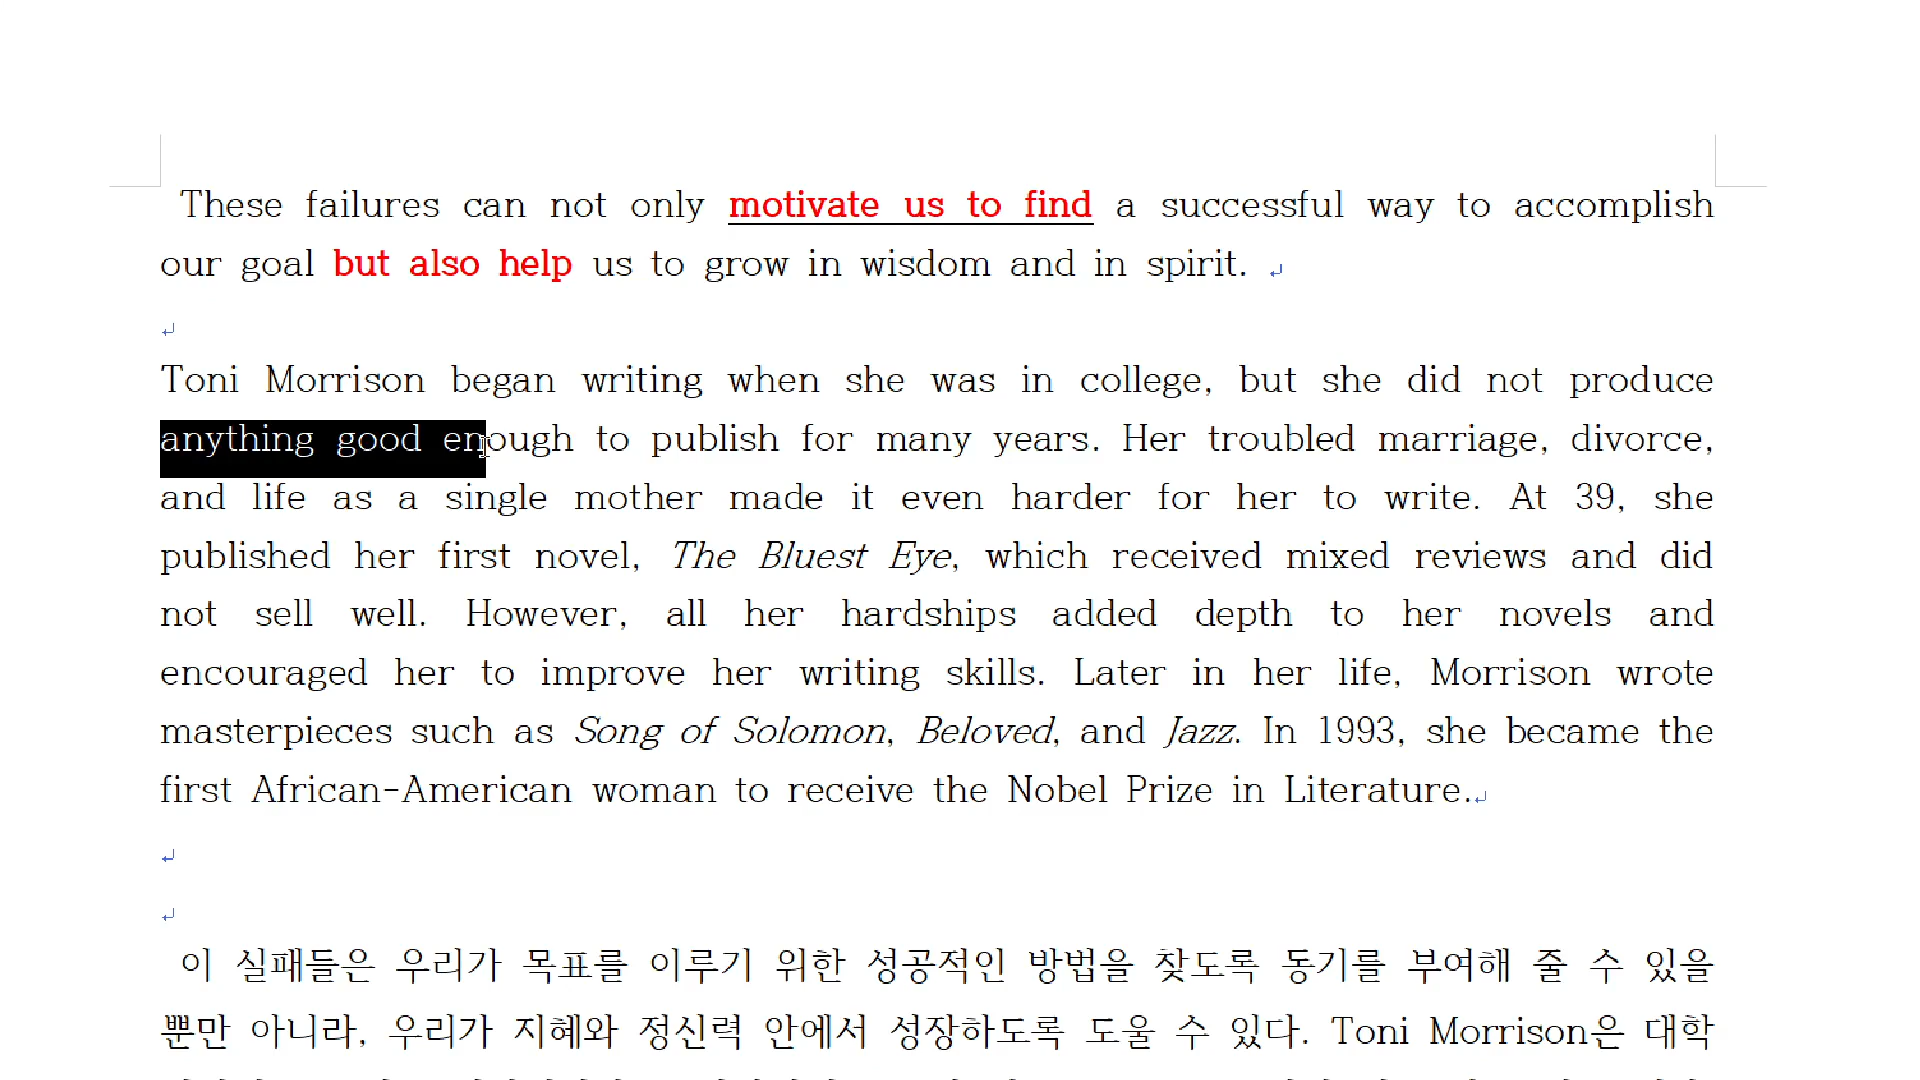 These failures can not only motivate us to find a successful way to accomplish
our goal but also help us to grow in wisdom and in spirit.
Toni Morrison began writing when she was in college, but she did not produce
anything good enough to publish for many years. Her troubled marriage, divorce,
and life as a single mother made it even harder for her to write. At 39, she
published her first novel, The Bluest Eye, which received mixed reviews and did
not sell well. However, all her hardships added depth to her novels and
encouraged her to improve her writing skills. Later in her life, Morrison wrote
masterpieces such as Song of Solomon, Beloved, and Jazz. In 1993, she became the
first African-American woman to receive the Nobel Prize in Literature.
이 실패들은 우리가 목표를 이루기 위한 성공적인 방법을 찾도록 동기를 부여해 줄 수 있을
뿐만 아니라, 우리가 지혜와 정신력 안에서 성장하도록 도울 수 있다. Toni Morrison은 대학